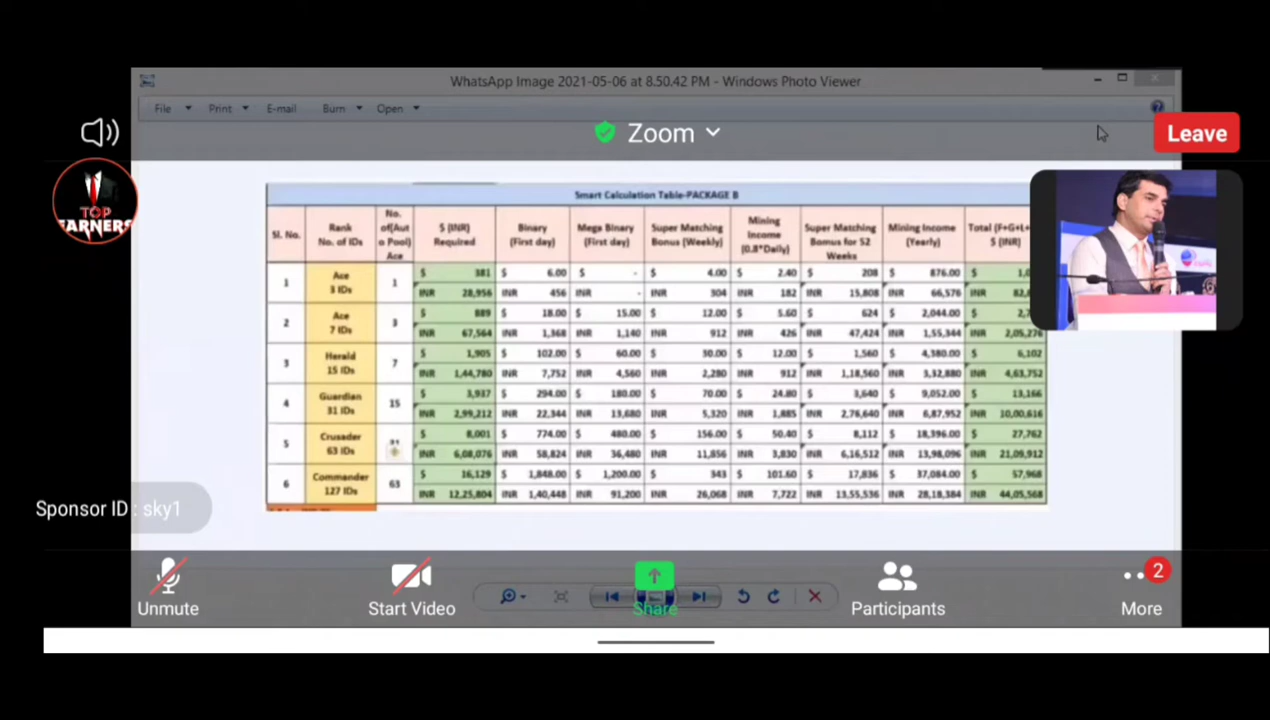 WhatsApp Image 2021-05-06 at 8.50.42 PM - Windows Photo Viewer
File Print E-mail Burn Open
Zoom
Leave
TOP
EARNERS
Smart Calculation Table-PACKAGE B
Sl. No. Rank No. of IDs No. of(Auto Pool) Ace $ (INR) Required Binary (First day) Mega Binary (First day) Super Matching Bonus (Weekly) Mining Income (0.8*Daily) Super Matching Bomus for 52 Weeks Mining Income (Yearly) Total (F+G+L+ $ (INR)
1 Ace 3 IDs 1 $ 381 $ 6.00 $ - $ 4.00 $ 2.40 $ 208 $ 876.00 $
INR 28,956 INR 456 INR - INR 304 INR 182 INR 15,808 INR 66,576 INR
2 Ace 7 IDs 3 $ 889 $ 18.00 $ 15.00 $ 12.00 $ 5.60 $ 624 $ 2,044.00 $
INR 67,564 INR 1,368 INR 1,140 INR 912 INR 426 INR 47,424 INR 1,55,344 INR 2,05,276
3 Herald 15 IDs 7 $ 1,905 $ 102.00 $ 60.00 $ 30.00 $ 12.00 $ 1,560 $ 4,380.00 $ 6,102
INR 1,44,780 INR 7,752 INR 4,560 INR 2,280 INR 912 INR 1,18,560 INR 3,32,880 INR 4,63,752
4 Guardian 31 IDs 15 $ 3,937 $ 294.00 $ 180.00 $ 70.00 $ 24.80 $ 3,640 $ 9,052.00 $ 13,166
INR 2,99,212 INR 22,344 INR 13,680 INR 5,320 INR 1,885 INR 2,76,640 INR 6,87,952 INR 10,00,616
5 Crusader 63 IDs $ 8,001 $ 774.00 $ 480.00 $ 156.00 $ 50.40 $ 8,112 $ 18,396.00 $ 27,762
INR 6,08,076 INR 58,824 INR 36,480 INR 11,856 INR 3,830 INR 6,16,512 INR 13,98,096 INR 21,09,912
6 Commander 127 IDs 63 $ 16,129 $ 1,848.00 $ 1,200.00 $ 343 $ 101.60 $ 17,836 $ 37,084.00 $ 57,968
INR 12,25,804 INR 1,40,448 INR 91,200 INR 26,068 INR 7,722 INR 13,55,536 INR 28,18,384 INR 44,05,568
Sponsor ID : sky1
2
Unmute Start Video Share Participants More